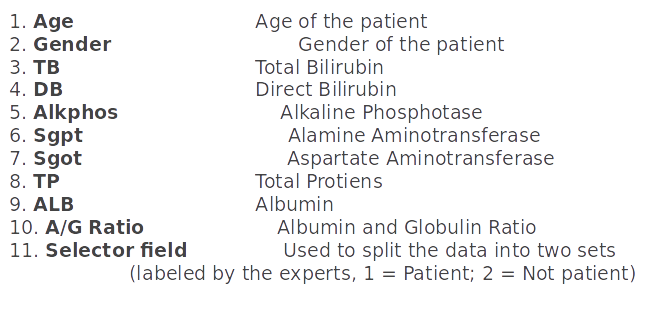 1. Age Age of the patient
2. Gender Gender of the patient
3. TB Total Bilirubin
4. DB Direct Bilirubin
5. Alkphos Alkaline Phosphotase
6. Sgpt Alamine Aminotransferase
7. Sgot Aspartate Aminotransferase
8. TP Total Protiens
9. ALB Albumin
10. A/G Ratio Albumin and Globulin Ratio
11. Selector field Used to split the data into two sets
(labeled by the experts, 1 = Patient; 2 = Not patient)